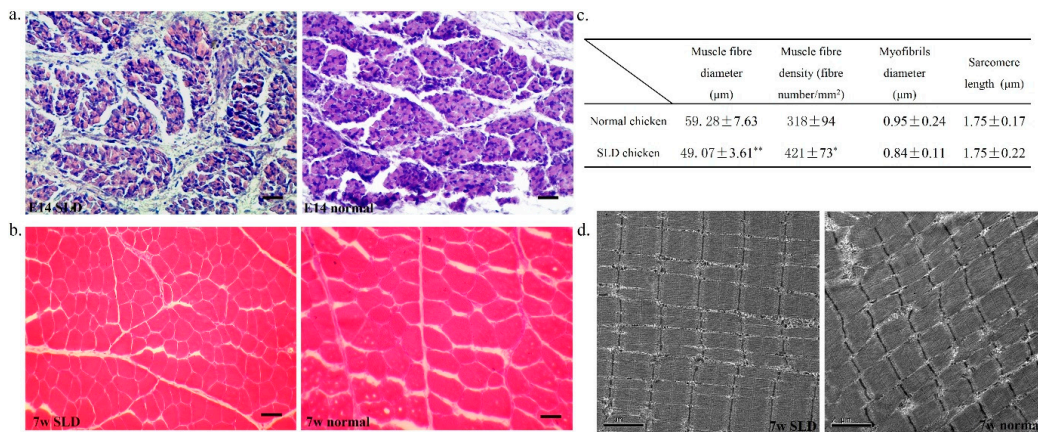 a.
E14 SLD
E14 normal
b.
7w SLD
7w normal
c.
Muscle fibre diameter (μm)
Muscle fibre density (fibre number/mm²)
Myofibrils diameter (μm)
Sarcomere length (μm)
Normal chicken 59.28±7.63 318±94 0.95±0.24 1.75±0.17
SLD chicken 49.07±3.61** 421±73* 0.84±0.11 1.75±0.22
d.
7w SLD
7w normal